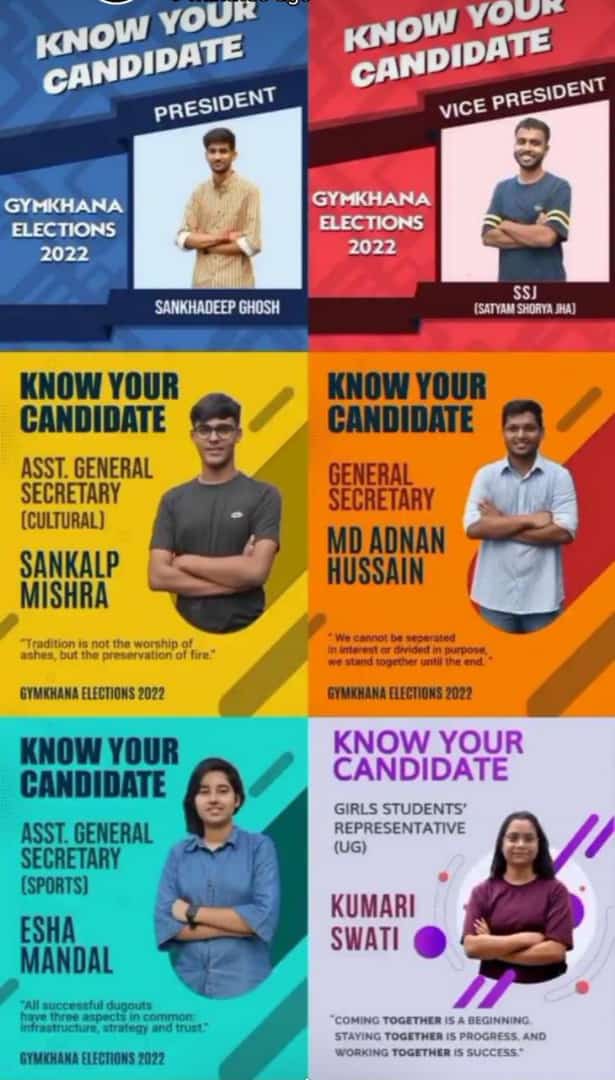 KNOW YOUR
CANDIDATE
PRESIDENT
GYMKHANA
ELECTIONS
2022
SANKHADEEP GHOSH
KNOW YOUR
CANDIDATE
VICE PRESIDENT
GYMKHANA
ELECTIONS
2022
SSJ
(SATYAM SHORYA JHA)
KNOW YOUR
CANDIDATE
ASST. GENERAL
SECRETARY
(CULTURAL)
SANKALP
MISHRA
"Tradition is not the worship of
ashes, but the preservation of fire."
GYMKHANA ELECTIONS 2022
KNOW YOUR
CANDIDATE
GENERAL
SECRETARY
MD ADNAN
HUSSAIN
" We cannot be seperated
in interest or divided in purpose,
we stand together until the end. "
GYMKHANA ELECTIONS 2022
KNOW YOUR
CANDIDATE
ASST. GENERAL
SECRETARY
(SPORTS)
ESHA
MANDAL
"All successful dugouts
have three aspects in common:
infrastructure, strategy and trust."
GYMKHANA ELECTIONS 2022
KNOW YOUR
CANDIDATE
GIRLS STUDENTS'
REPRESENTATIVE
(UG)
KUMARI
SWATI
"COMING TOGETHER IS A BEGINNING,
STAYING TOGETHER IS PROGRESS, AND
WORKING TOGETHER IS SUCCESS."